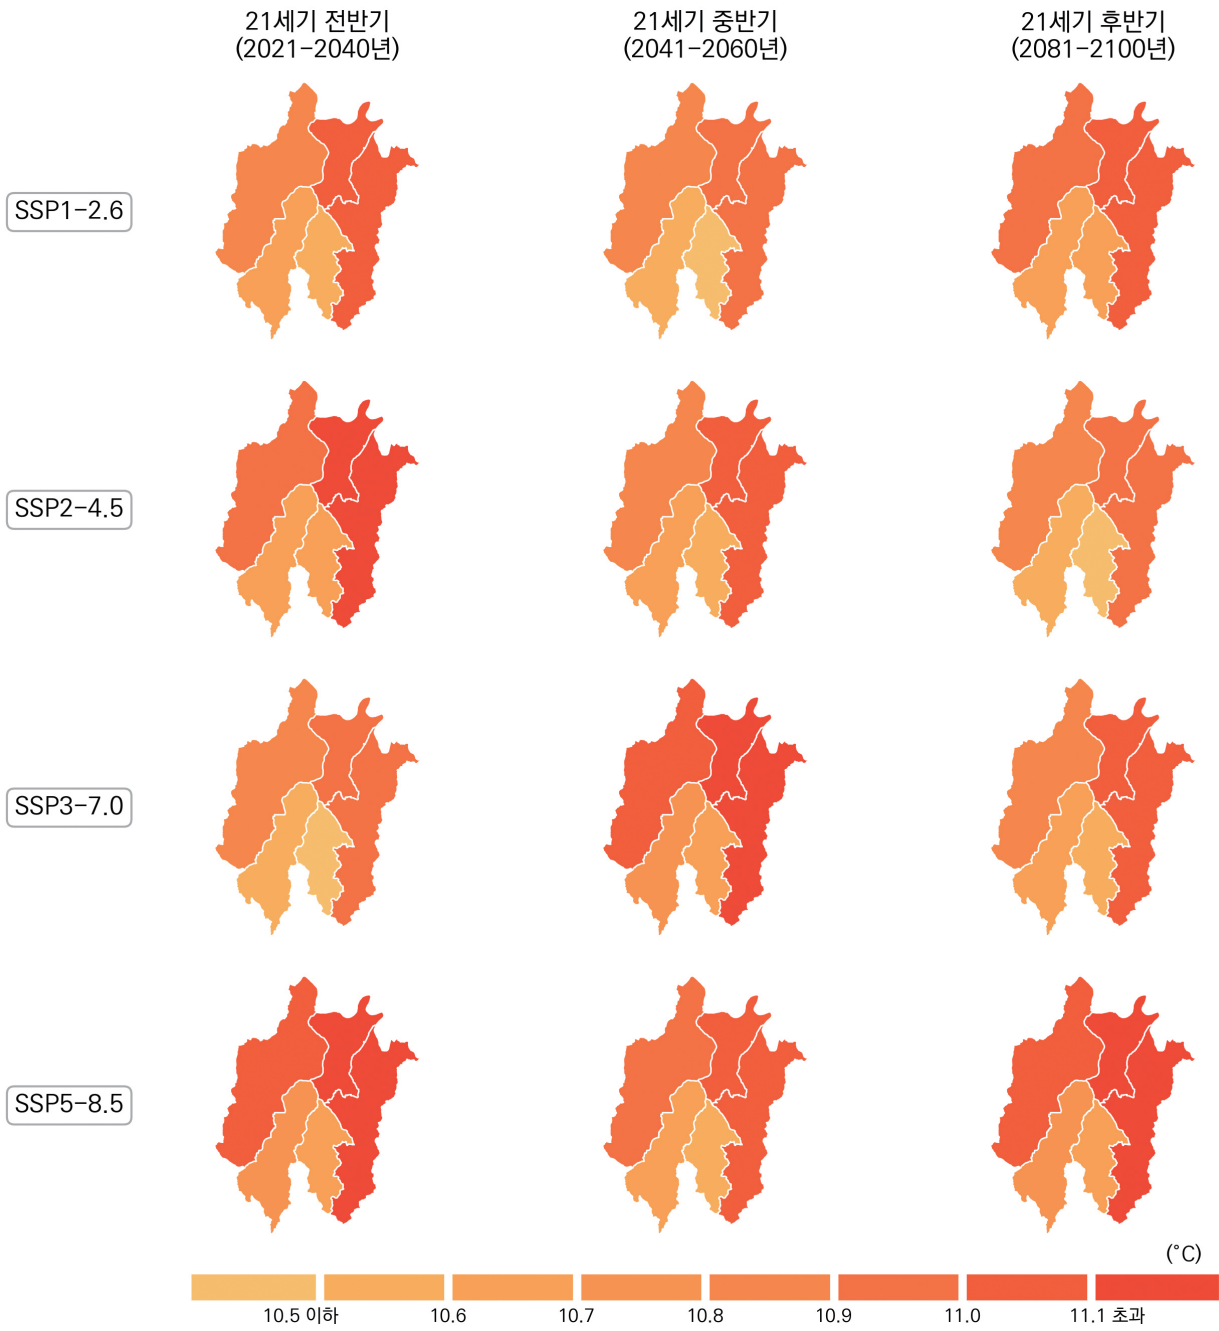 21세기 전반기
(2021-2040년)
21세기 중반기
(2041-2060년)
21세기 후반기
(2081-2100년)
SSP1-2.6
SSP2-4.5
SSP3-7.0
SSP5-8.5
(°C)
10.5 이하
10.6
10.7
10.8
10.9
11.0
11.1 초과